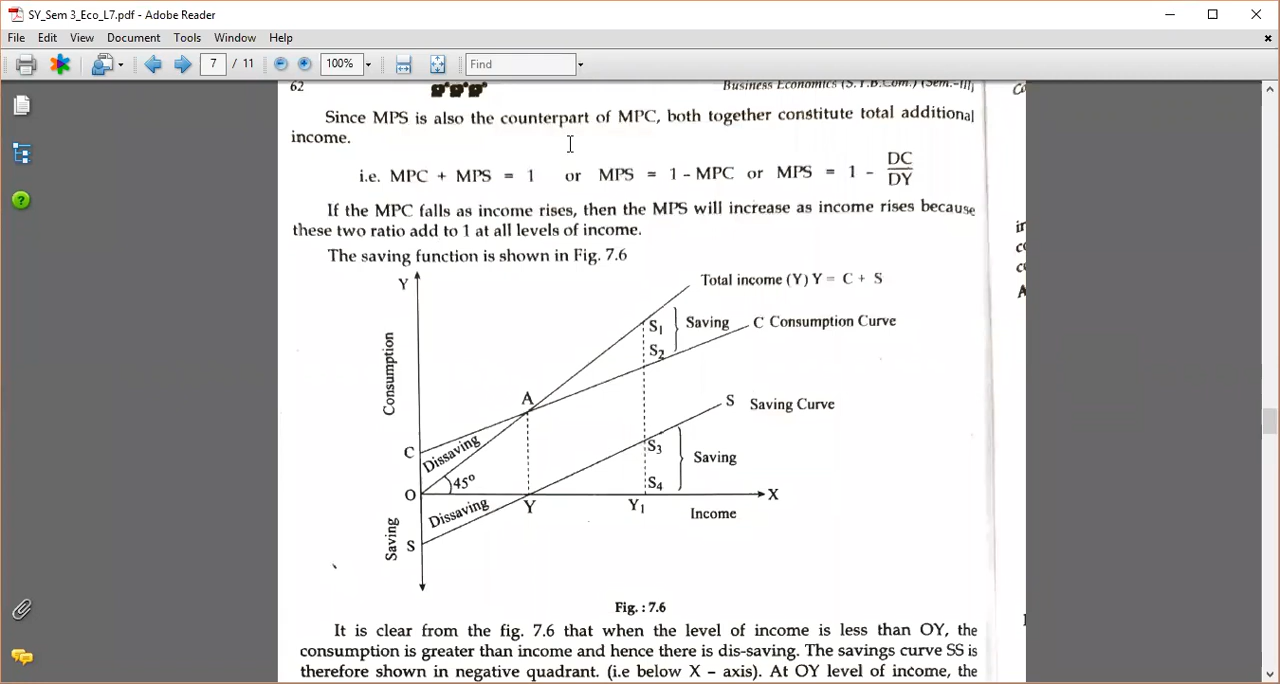 SY_Sem 3_Eco_L7.pdf - Adobe Reader
File Edit View Document Tools Window Help
7 / 11 100% Find
62 Business Economics (S.Y.B.Com.) (Sem.-III)
Since MPS is also the counterpart of MPC, both together constitute total additional
income.
i.e. MPC + MPS = 1 or MPS = 1 - MPC or MPS = 1 - DC/DY
If the MPC falls as income rises, then the MPS will increase as income rises because
these two ratio add to 1 at all levels of income.
The saving function is shown in Fig. 7.6
Y
Total income (Y) Y = C + S
S1 Saving
C Consumption Curve
S2
Consumption
A
S Saving Curve
C
Dissaving
S3
Saving
45°
S4
O
X
Dissaving
Y
Y1
Income
Saving
S
Fig. : 7.6
It is clear from the fig. 7.6 that when the level of income is less than OY, the
consumption is greater than income and hence there is dis-saving. The savings curve SS is
therefore shown in negative quadrant. (i.e below X - axis). At OY level of income, the